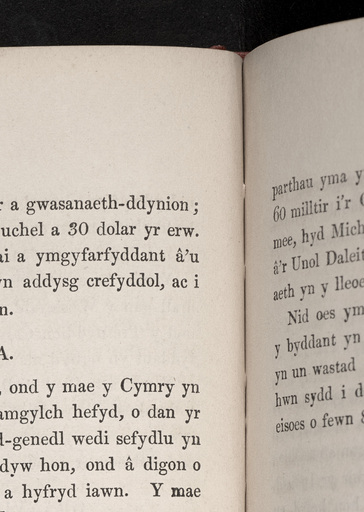 r a gwasanaeth-ddynion ;
uchel a 30 dolar yr erw.
ai a ymgyfarfyddant â'u
yn addysg crefyddol, ac i
n.
A.
, ond y mae y Cymry yn
amgylch hefyd, o dan yr
l-genedl wedi sefydlu yn
dyw hon, ond â digon o
a hyfryd iawn. Y mae
parthau yma y
60 milltir i'r
mee, hyd Mich
â'r Unol Daleit
aeth yn y lleoe
Nid oes ym
y byddant yn
yn un wastad
hwn sydd i d
eisoes o fewn